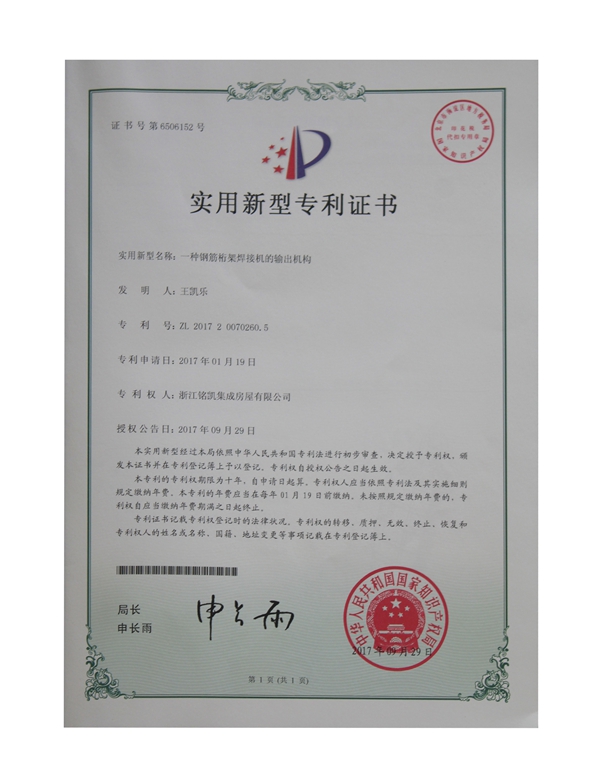 证书号第6506152号
印花税
代扣专用章
国家知识产权局
实用新型专利证书
实用新型名称：一种钢筋桁架焊接机的输出机构
发明人：王凯乐
专利号：ZL 2017 2 0070260.5
专利申请日：2017年01月19日
专利权人：浙江铭凯集成房屋有限公司
授权公告日：2017年09月29日
本实用新型经过本局依照中华人民共和国专利法进行初步审查，决定授予专利权，颁
发本证书并在专利登记簿上予以登记。专利权自授权公告之日起生效。
本专利的专利权期限为十年，自申请日起算。专利权人应当依照专利法及其实施细则
规定缴纳年费。本专利的年费应当在每年01月19日前缴纳。未按照规定缴纳年费的，专
利权自应当缴纳年费期满之日起终止。
专利证书记载专利权登记时的法律状况。专利权的转移、质押、无效、终止、恢复和
专利权人的姓名或名称、国籍、地址变更等事项记载在专利登记簿上。
局长
申长雨
申长雨
中华人民共和国国家知识产权局
2017年09月29日
第1页(共1页)